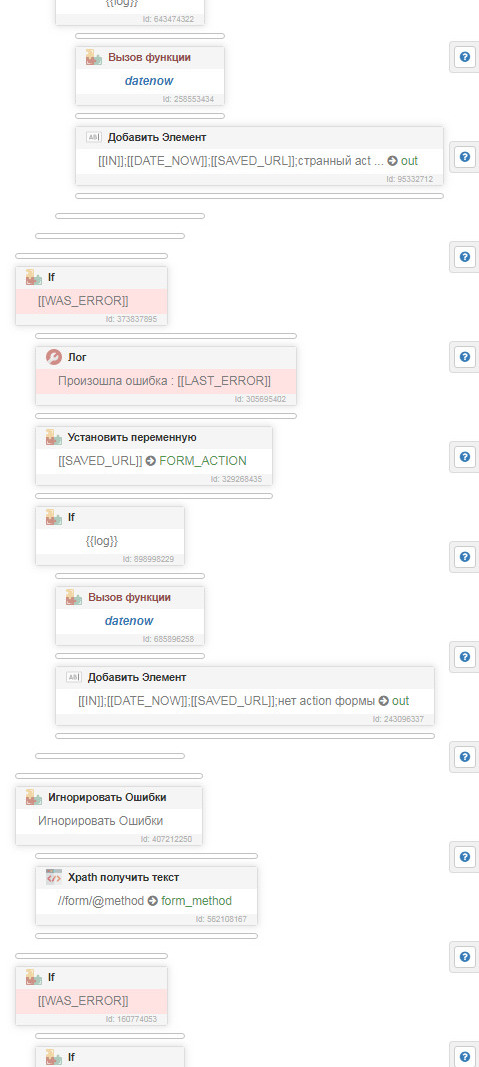 {{log}}
Id: 643474322
Вызов функции
datenow
Id: 258553434
Добавить Элемент
[[IN]];[[DATE_NOW]];[[SAVED_URL]];странный act ... out
Id: 95332712
If
[[WAS_ERROR]]
Id: 373837895
Лог
Произошла ошибка : [[LAST_ERROR]]
Id: 305695402
Установить переменную
[[SAVED_URL]] FORM_ACTION
Id: 329268435
If
{{log}}
Id: 898998229
Вызов функции
datenow
Id: 685896258
Добавить Элемент
[[IN]];[[DATE_NOW]];[[SAVED_URL]];нет action формы out
Id: 243096337
Игнорировать Ошибки
Игнорировать Ошибки
Id: 407212250
Xpath получить текст
//form/@method form_method
Id: 562108167
If
[[WAS_ERROR]]
Id: 160774053
If